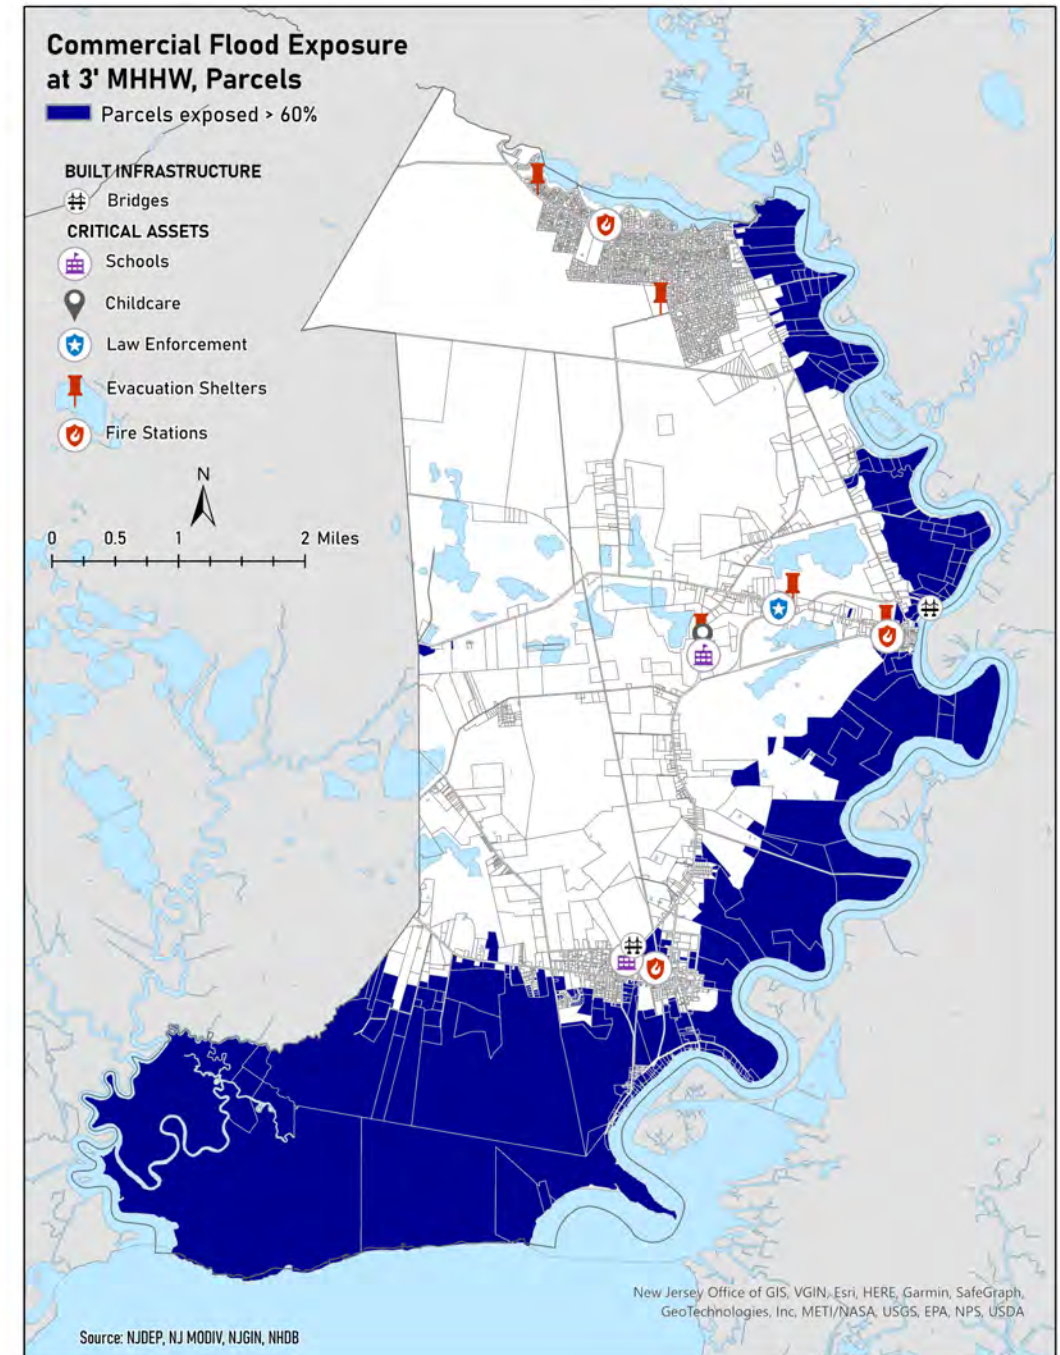 Commercial Flood Exposure
at 3' MHHW, Parcels
Parcels exposed > 60%
BUILT INFRASTRUCTURE
Bridges
CRITICAL ASSETS
Schools
Childcare
Law Enforcement
Evacuation Shelters
Fire Stations
N
0 0.5 1 2 Miles
New Jersey Office of GIS, VGIN, Esri, HERE, Garmin, SafeGraph,
GeoTechnologies, Inc, METI/NASA, USGS, EPA, NPS, USDA
Source: NJDEP, NJ MODIV, NJGIN, NHDB